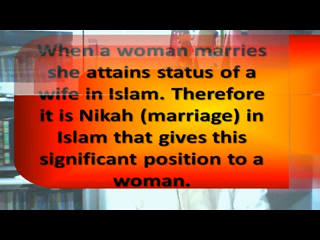 When a woman marries
she attains status of a
wife in Islam. Therefore
it is Nikah (marriage) in
Islam that gives this
significant position to a
woman.